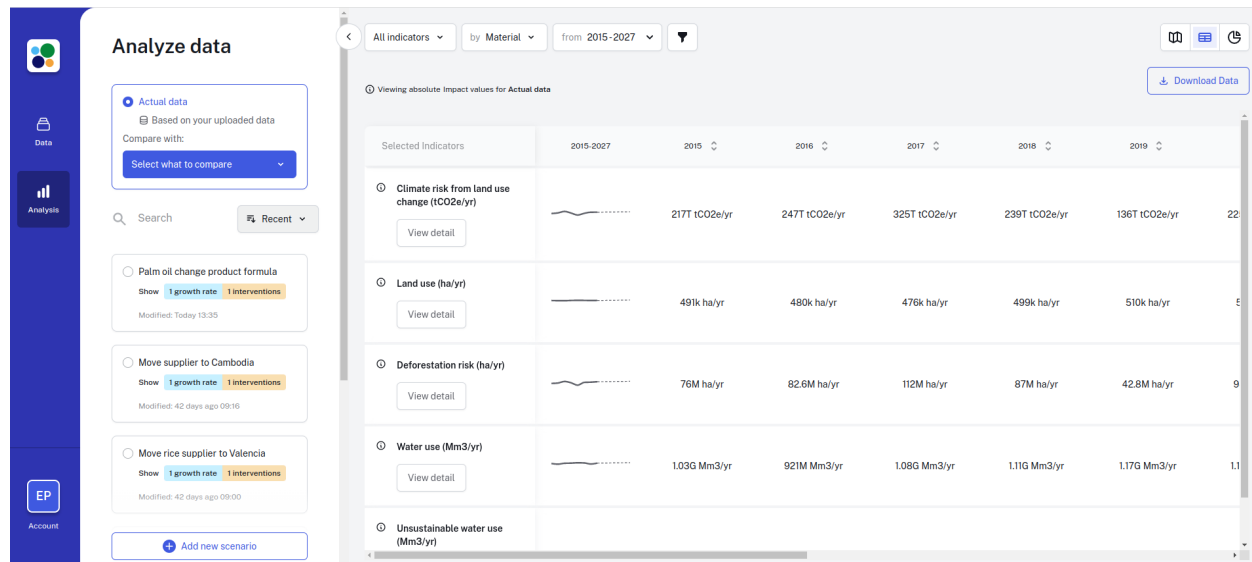 Analyze data
Data
Analysis
EP
Account
Actual data
Based on your uploaded data
Compare with:
Select what to compare
Search
Recent
Palm oil change product formula
Show 1 growth rate 1 interventions
Modified: Today 13:35
Move supplier to Cambodia
Show 1 growth rate 1 interventions
Modified: 42 days ago 09:16
Move rice supplier to Valencia
Show 1 growth rate 1 interventions
Modified: 42 days ago 09:00
Add new scenario
All indicators by Material from 2015-2027
Viewing absolute Impact values for Actual data
Download Data
Selected Indicators 2015-2027 2015 2016 2017 2018 2019
Climate risk from land use
change (tCO2e/yr)
View detail
217T tCO2e/yr 247T tCO2e/yr 325T tCO2e/yr 239T tCO2e/yr 136T tCO2e/yr 22
Land use (ha/yr)
View detail
491k ha/yr 480k ha/yr 476k ha/yr 499k ha/yr 510k ha/yr
Deforestation risk (ha/yr)
View detail
76M ha/yr 82.6M ha/yr 112M ha/yr 87M ha/yr 42.8M ha/yr 9
Water use (Mm3/yr)
View detail
1.03G Mm3/yr 921M Mm3/yr 1.08G Mm3/yr 1.11G Mm3/yr 1.17G Mm3/yr 1.1
Unsustainable water use
(Mm3/yr)